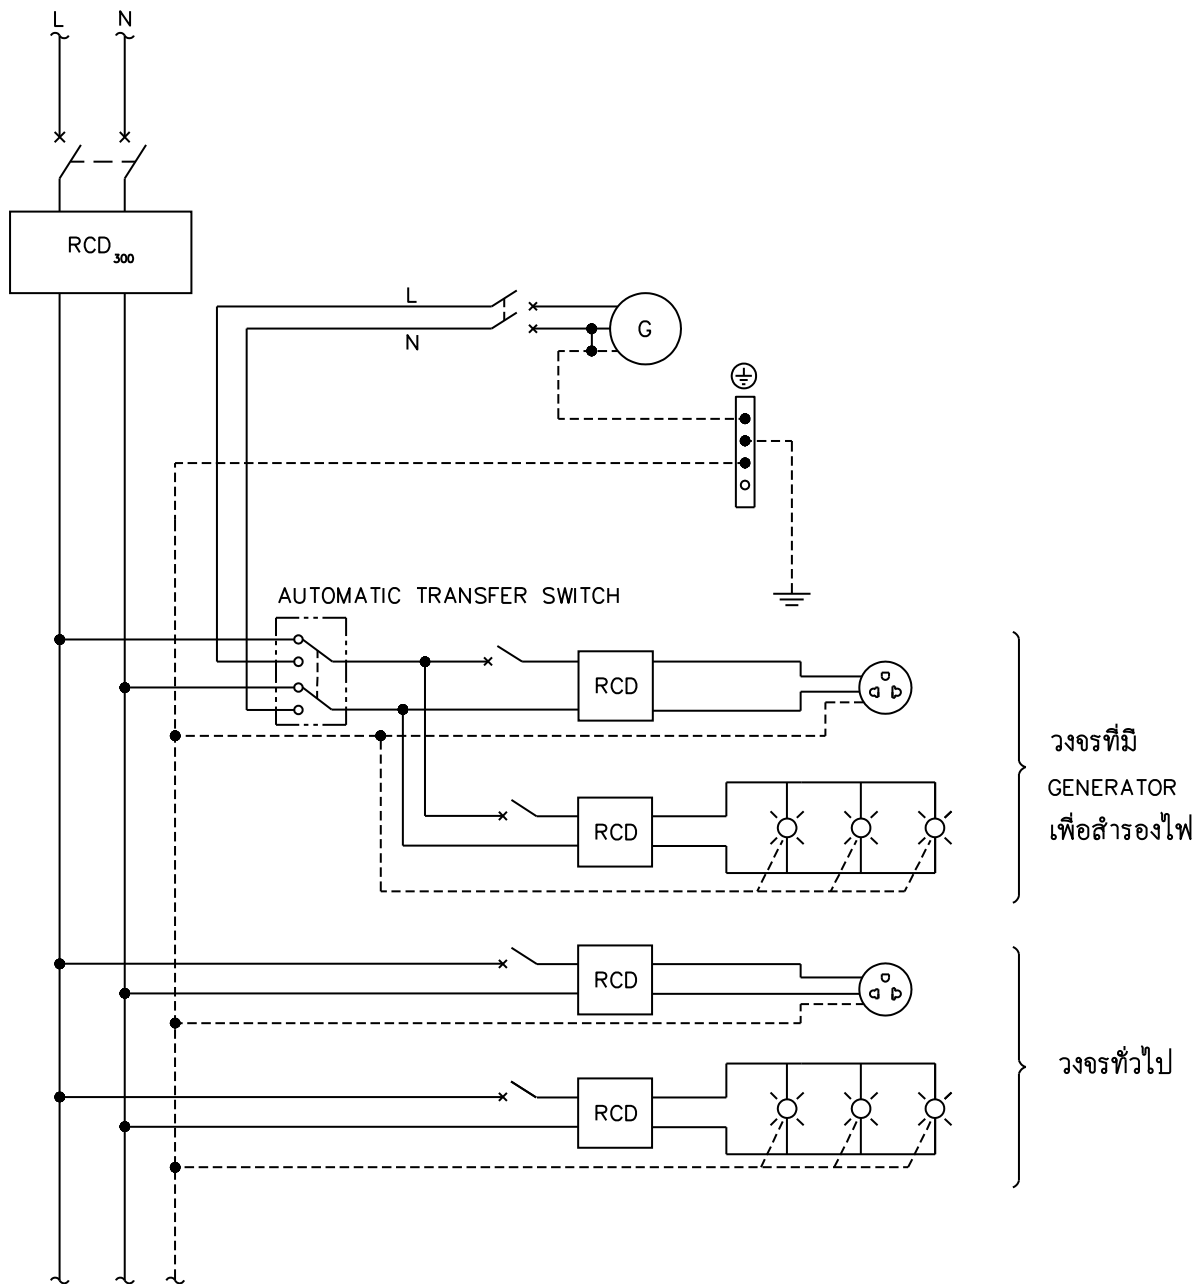 L N
RCD300
L
N
G
AUTOMATIC TRANSFER SWITCH
RCD
วงจรที่มี
GENERATOR
เพื่อสำรองไฟ
RCD
RCD
วงจรทั่วไป
RCD